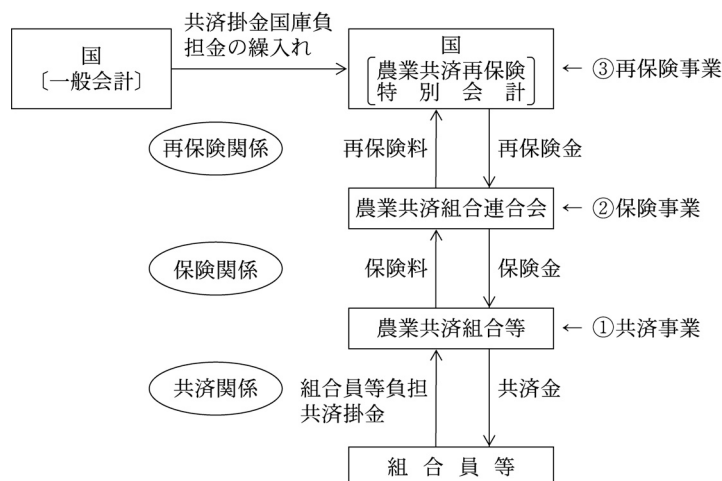 共済掛金国庫負
担金の繰入れ
国
〔一般会計〕
国
農業共済再保険
特別会計
← ③再保険事業
再保険関係
再保険料
再保険金
農業共済組合連合会
← ②保険事業
保険関係
保険料
保険金
農業共済組合等
← ①共済事業
共済関係
組合員等負担
共済掛金
共済金
組合員等